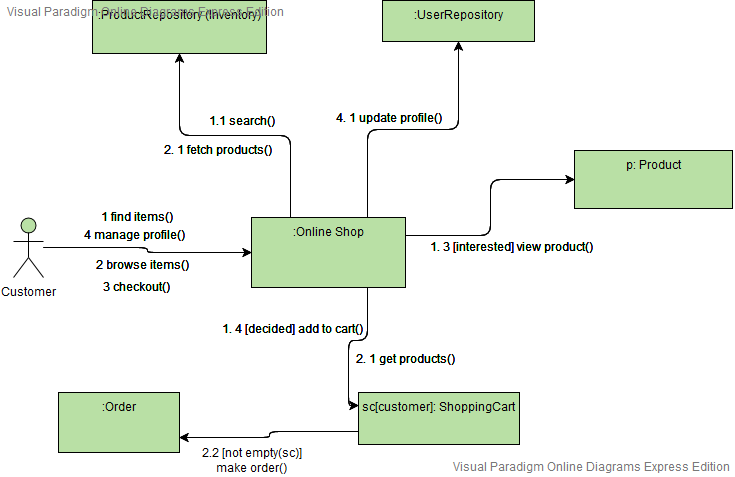 Visual Paradigm Online Diagrams Express Edition
:ProductRepository (Inventory)
:UserRepository
1.1 search()
2. 1 fetch products()
4. 1 update profile()
p: Product
1 find items()
4 manage profile()
2 browse items()
3 checkout()
Customer
:Online Shop
1. 3 [interested] view product()
1. 4 [decided] add to cart()
2. 1 get products()
:Order
sc[customer]: ShoppingCart
2.2 [not empty(sc)]
make order()
Visual Paradigm Online Diagrams Express Edition